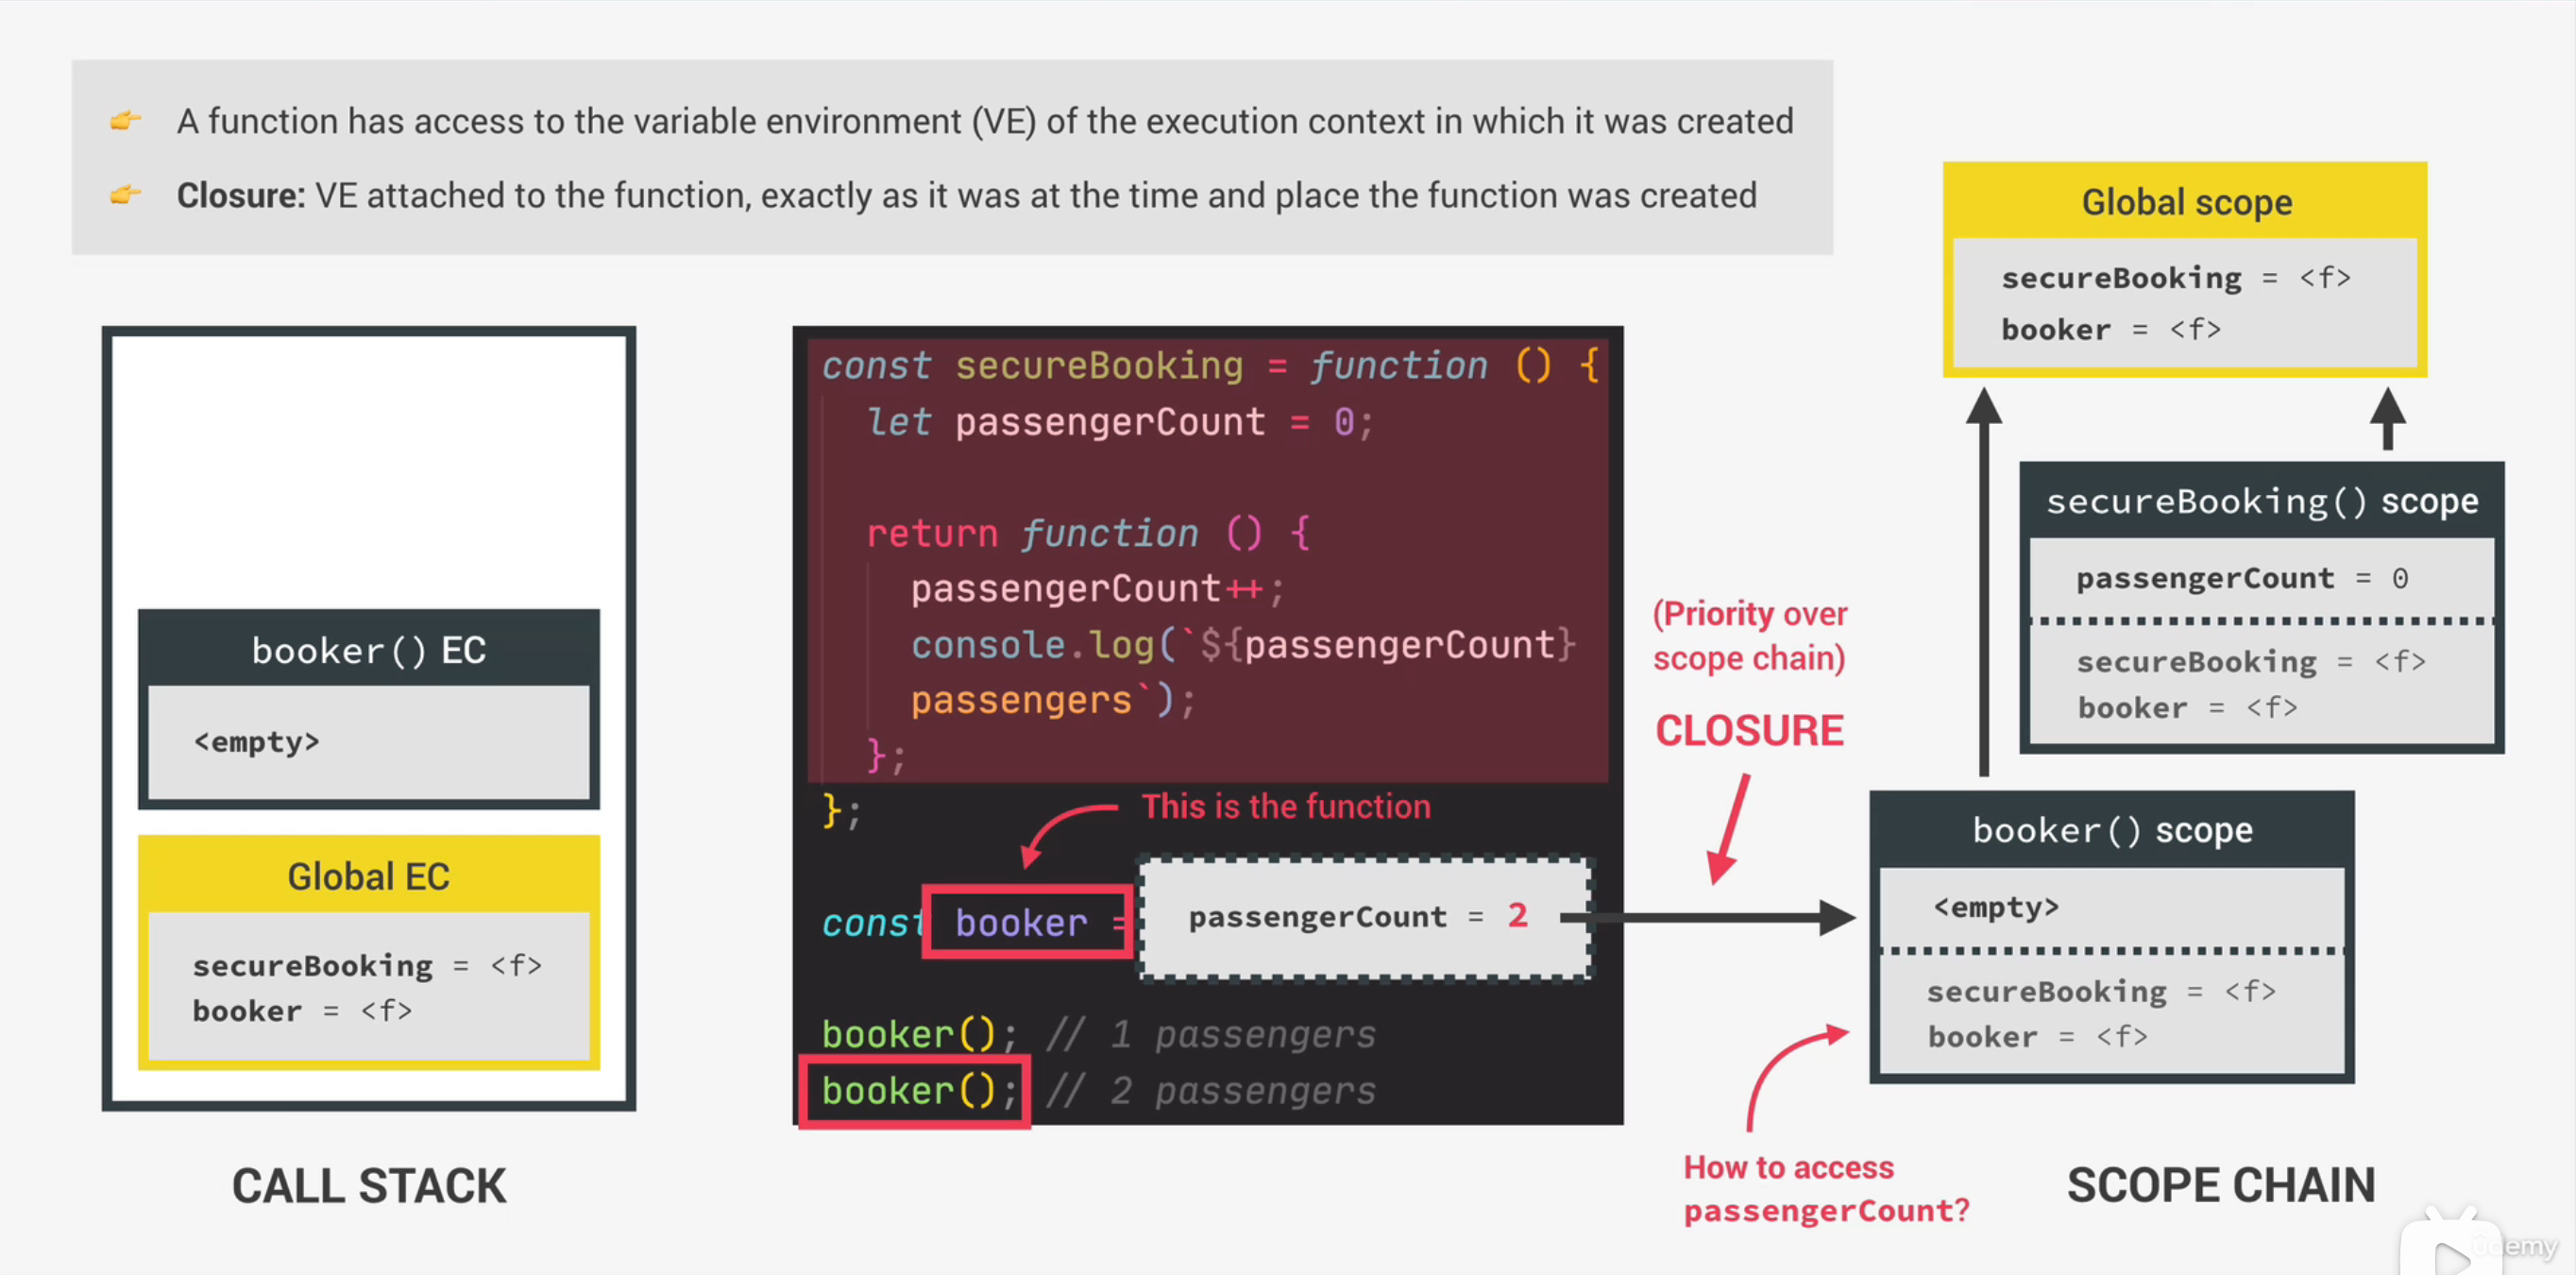 👉 A function has access to the variable environment (VE) of the execution context in which it was created
👉 Closure: VE attached to the function, exactly as it was at the time and place the function was created
booker() EC
<empty>
Global EC
secureBooking = <f>
booker = <f>
CALL STACK
const secureBooking = function () {
let passengerCount = 0;
return function () {
passengerCount++;
console.log(`${passengerCount}
passengers`);
};
};
This is the function
const booker =
passengerCount = 2
booker(); // 1 passengers
booker(); // 2 passengers
(Priority over
scope chain)
CLOSURE
Global scope
secureBooking = <f>
booker = <f>
secureBooking() scope
passengerCount = 0
secureBooking = <f>
booker = <f>
booker() scope
<empty>
secureBooking = <f>
booker = <f>
How to access
passengerCount?
SCOPE CHAIN
ûdemy